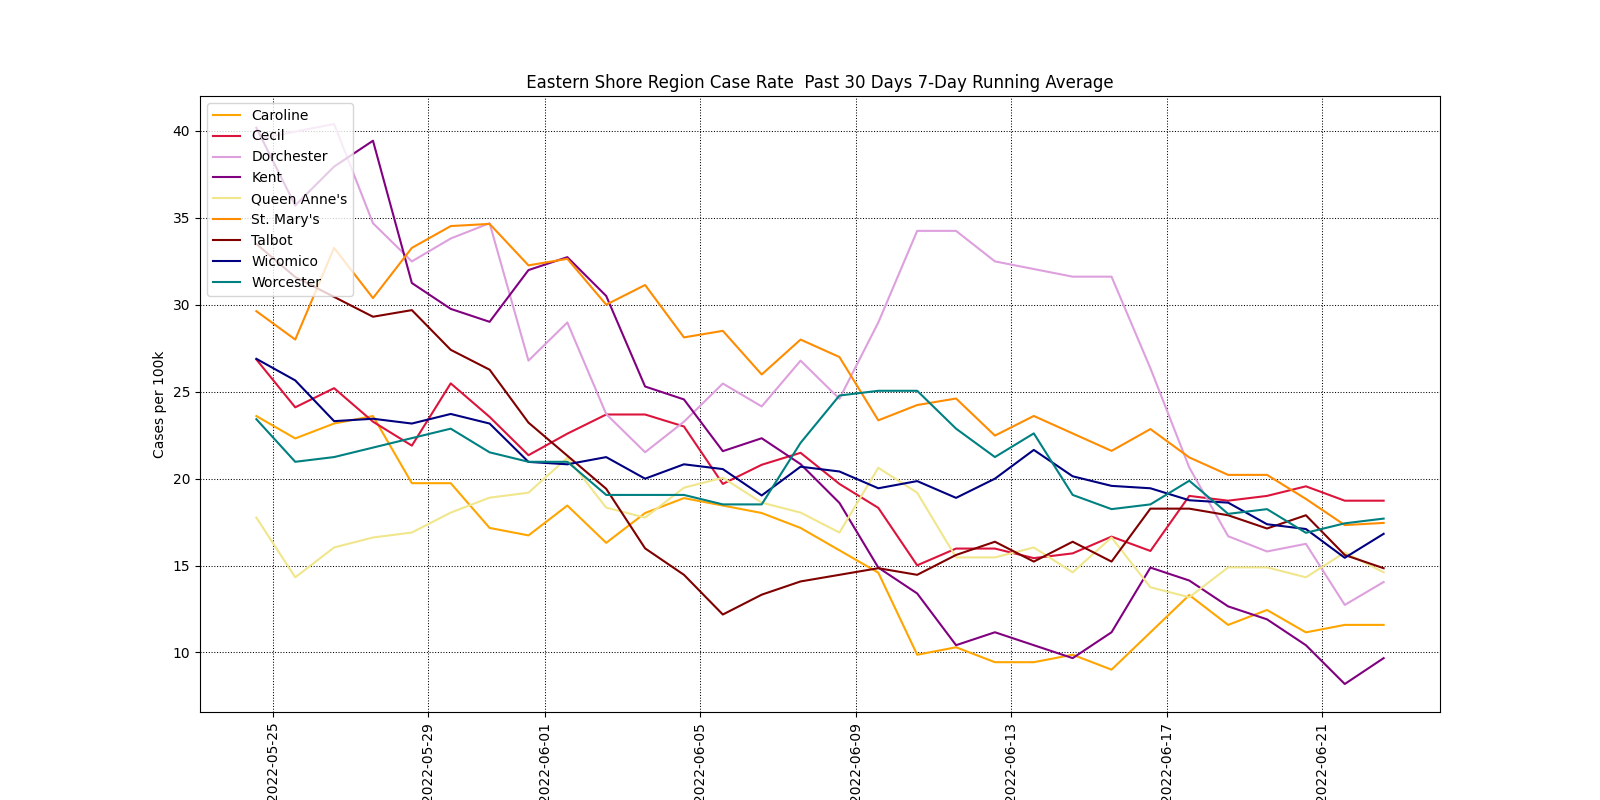 Eastern Shore Region Case Rate  Past 30 Days 7-Day Running Average
Caroline
Cecil
Dorchester
Kent
Queen Anne's
St. Mary's
Talbot
Wicomico
Worcester
40
35
30
25
20
15
10
Cases per 100k
2022-05-25
2022-05-29
2022-06-01
2022-06-05
2022-06-09
2022-06-13
2022-06-17
2022-06-21